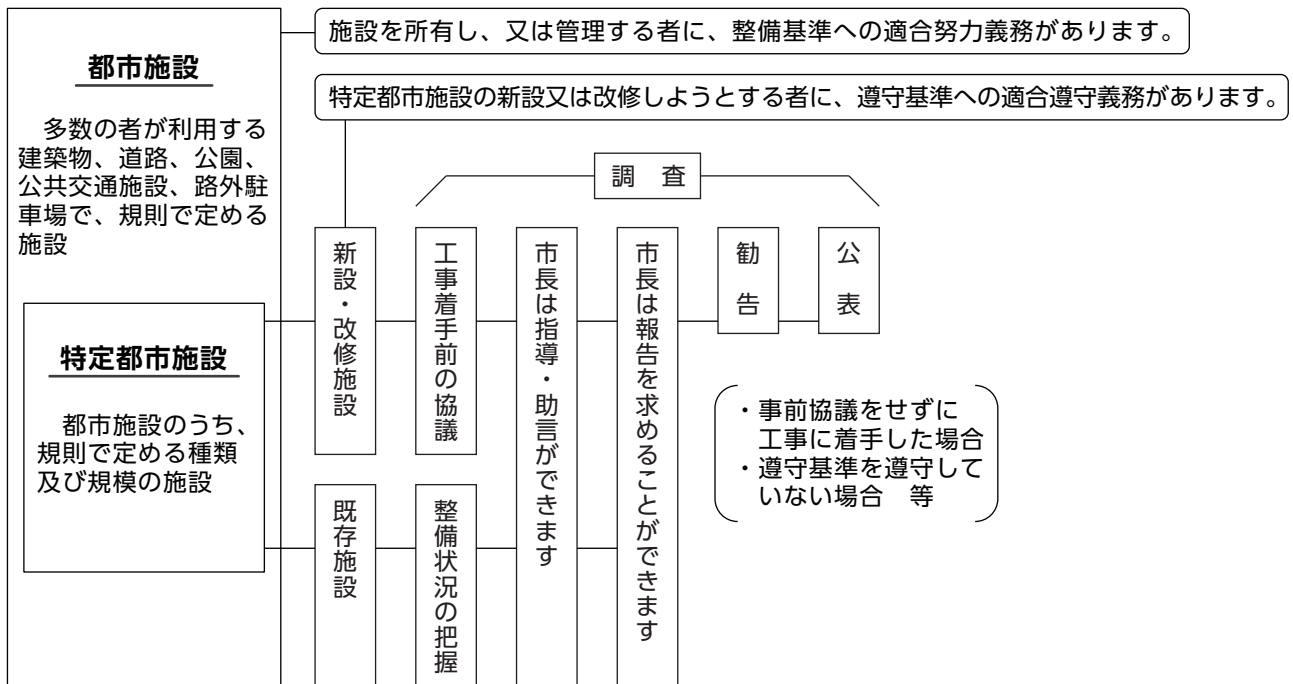 都市施設
多数の者が利用する
建築物、道路、公園、
公共交通施設、路外駐
車場で、規則で定める
施設
特定都市施設
都市施設のうち、
規則で定める種類
及び規模の施設
施設を所有し、又は管理する者に、整備基準への適合努力義務があります。
特定都市施設の新設又は改修しようとする者に、遵守基準への適合遵守義務があります。
調　査
新設・改修施設
工事着手前の協議
市長は指導・助言ができます
市長は報告を求めることができます
勧告
公表
既存施設
整備状況の把握
・事前協議をせずに
工事に着手した場合
・遵守基準を遵守して
いない場合　等